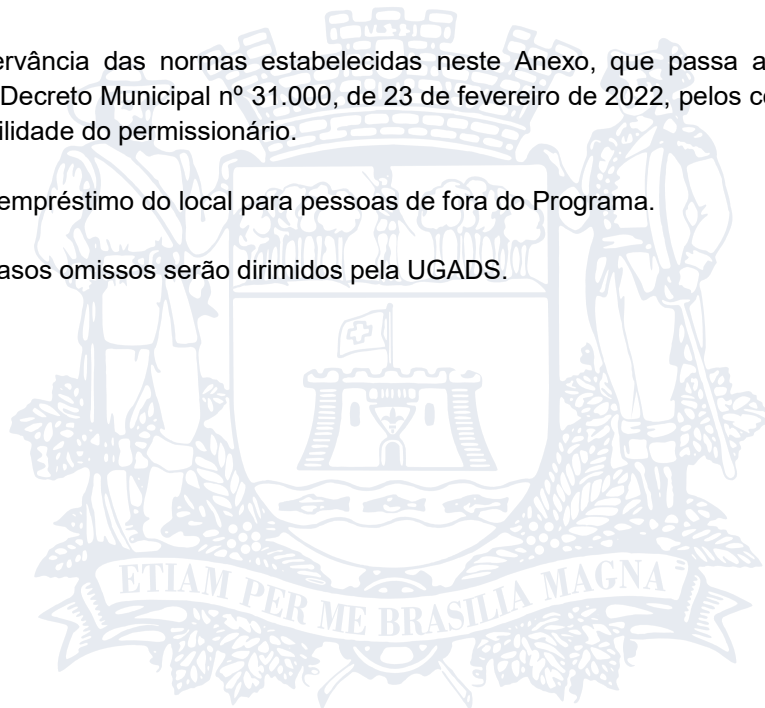 ervância das normas estabelecidas neste Anexo, que passa a
Decreto Municipal nº 31.000, de 23 de fevereiro de 2022, pelos
ilidade do permissionário.
empréstimo do local para pessoas de fora do Programa.
asos omissos serão dirimidos pela UGADS.
ETIAM PER ME BRASILIA MAGNA